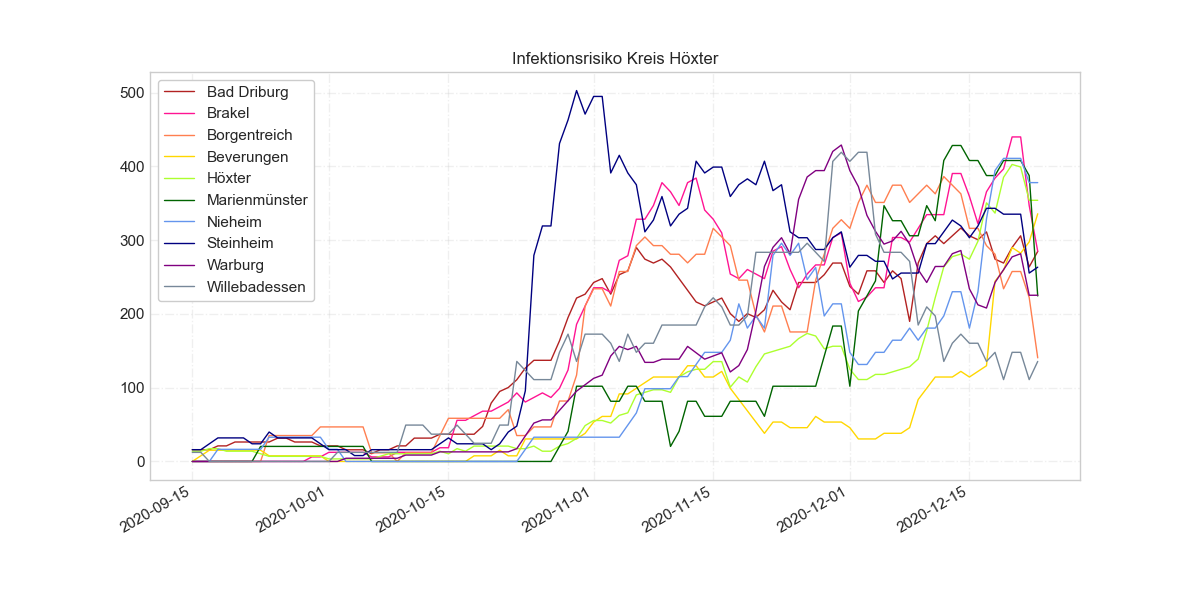 Infektionsrisiko Kreis Höxter
500
400
300
200
100
0
Bad Driburg
Brakel
Borgentreich
Beverungen
Höxter
Marienmünster
Nieheim
Steinheim
Warburg
Willebadessen
2020-09-15
2020-10-01
2020-10-15
2020-11-01
2020-11-15
2020-12-01
2020-12-15